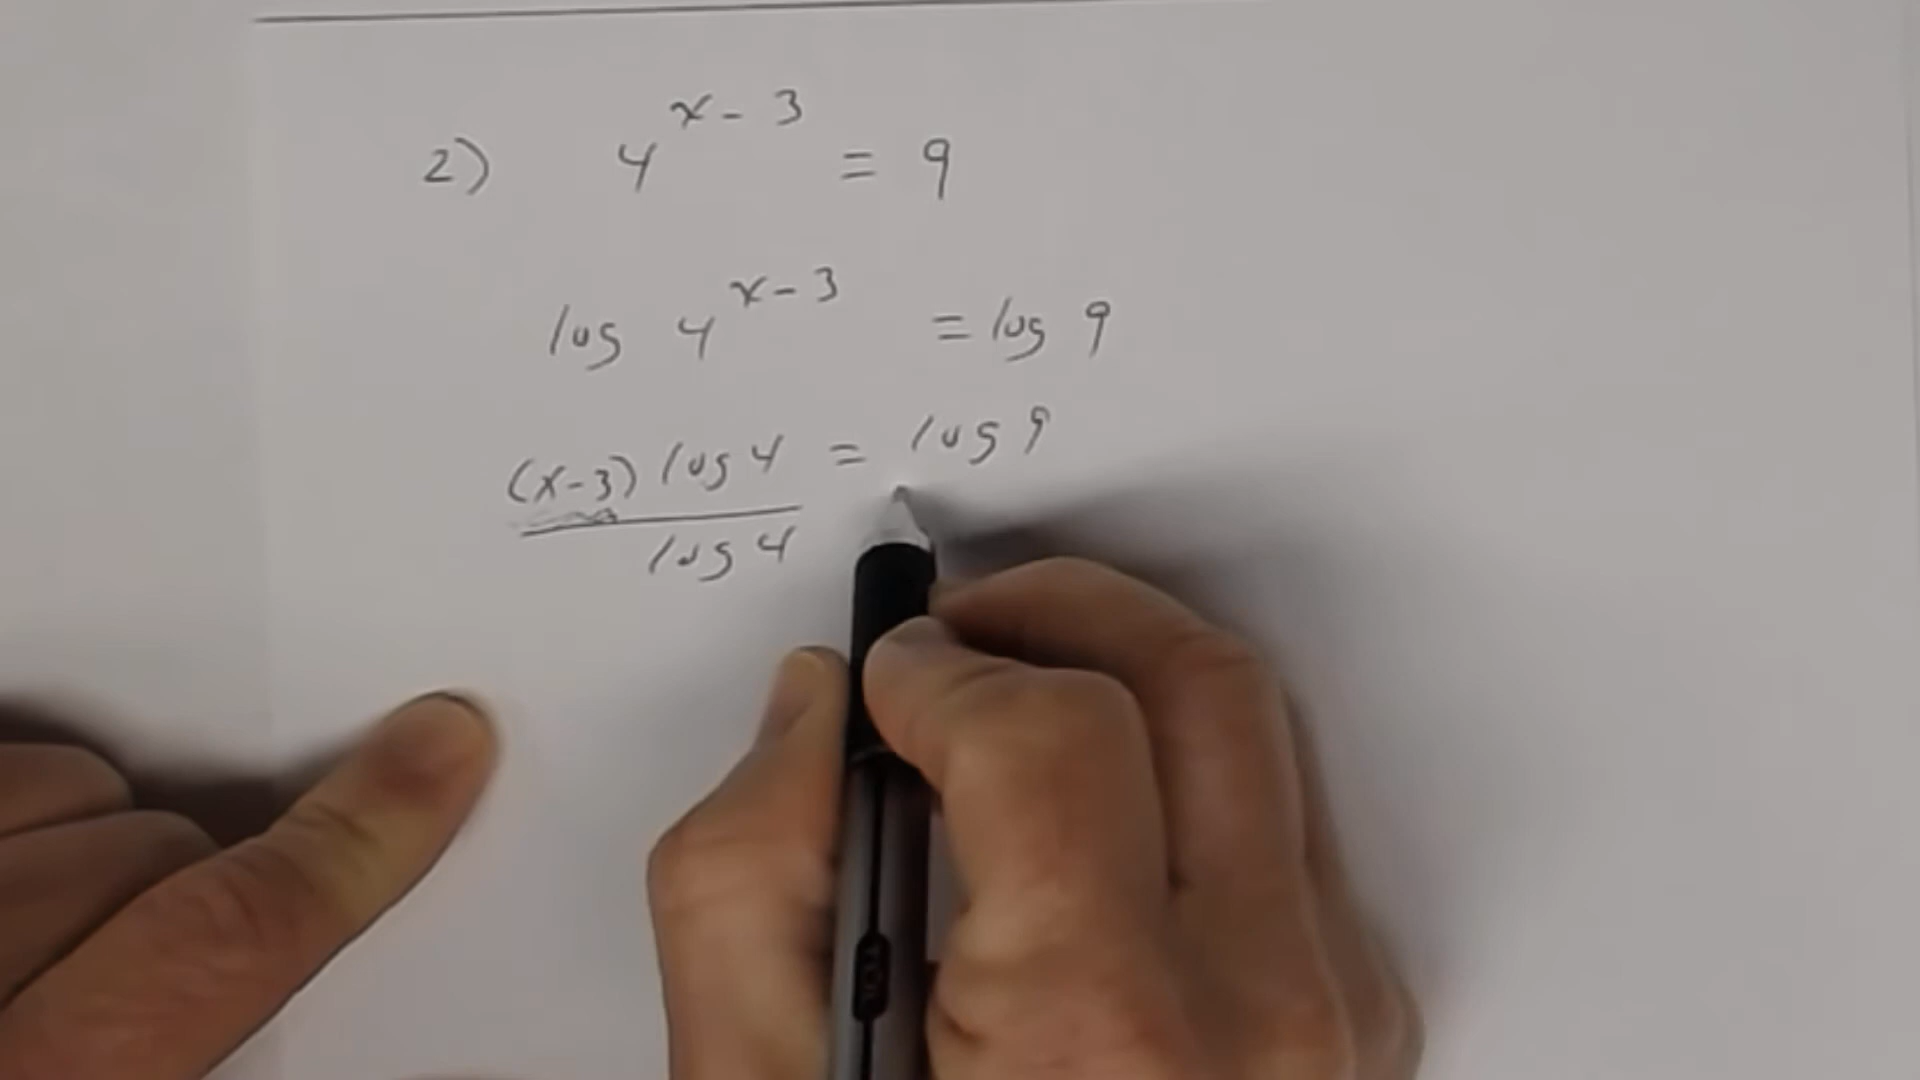 2) 4^{x-3} = 9
log 4^{x-3} = log 9
(x-3) log 4 = log 9
log 4